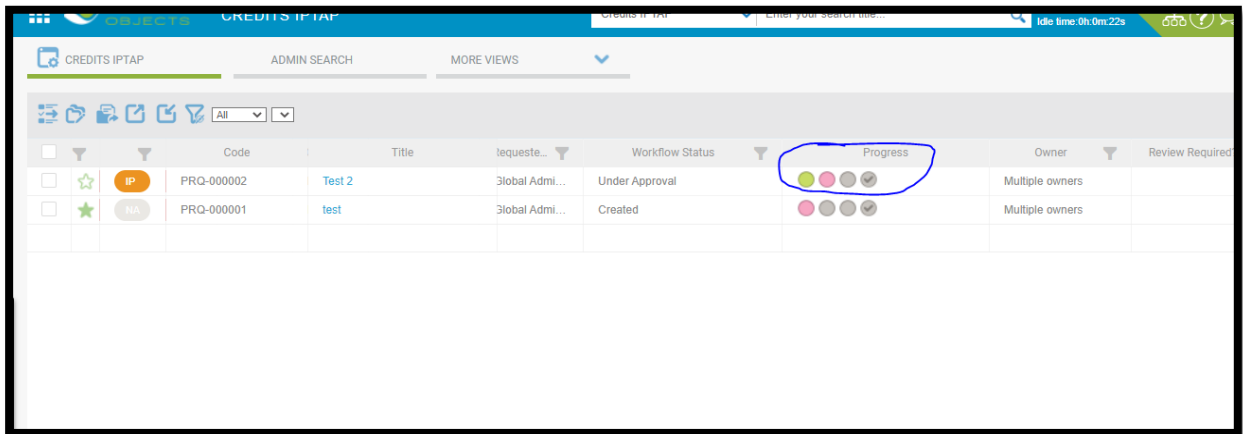 OBJECTS CREDITS IPTAP Credits IPTAP Enter your search title... Idle time:0h:0m:22s
CREDITS IPTAP ADMIN SEARCH MORE VIEWS
All
Code Title Requeste... Workflow Status Progress Owner Review Required?
IP PRQ-000002 Test 2 Global Admi... Under Approval Multiple owners
NA PRQ-000001 test Global Admi... Created Multiple owners